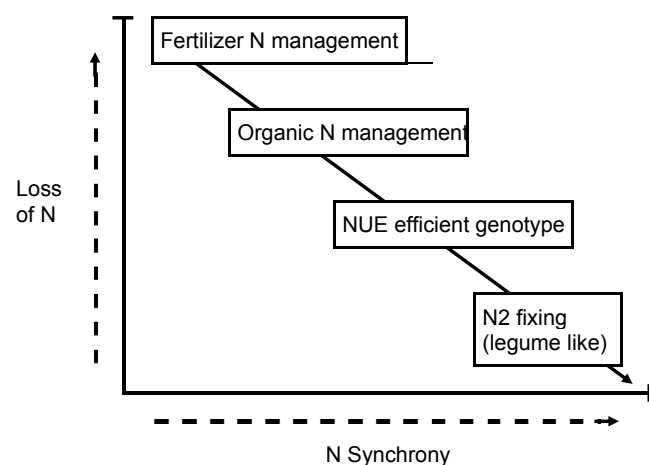 Fertilizer N management
Organic N management
Loss
of N
NUE efficient genotype
N2 fixing
(legume like)
N Synchrony